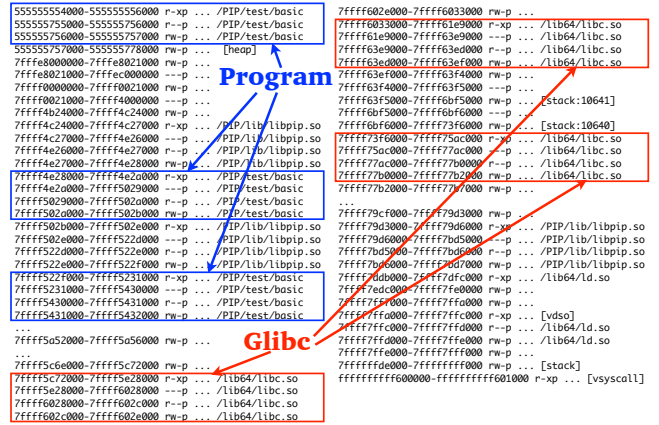 555555554000-555555556000 r-xp ... /PIP/test/basic
555555755000-555555756000 r--p ... /PIP/test/basic
555555756000-555555757000 rw-p ... /PIP/test/basic
555555757000-555555778000 rw-p ... [heap]
7fffe8000000-7fffe8021000 rw-p ...
7fffe8021000-7fffec000000 ---p ...
7ffff0000000-7ffff0021000 rw-p ...
7ffff0021000-7ffff4000000 ---p ...
7ffff4b24000-7ffff4c24000 rw-p ...
7ffff4c24000-7ffff4c27000 r-xp ... /PIP/lib/libpip.so
7ffff4c27000-7ffff4e26000 ---p ... /PIP/lib/libpip.so
7ffff4e26000-7ffff4e27000 r--p ... /PIP/lib/libpip.so
7ffff4e27000-7ffff4e28000 rw-p ... /PIP/lib/libpip.so
7ffff4e28000-7ffff4e2a000 r-xp ... /PIP/test/basic
7ffff4e2a000-7ffff5029000 ---p ... /PIP/test/basic
7ffff5029000-7ffff502a000 r--p ... /PIP/test/basic
7ffff502a000-7ffff502b000 rw-p ... /PIP/test/basic
7ffff502b000-7ffff502e000 r-xp ... /PIP/lib/libpip.so
7ffff502e000-7ffff522d000 ---p ... /PIP/lib/libpip.so
7ffff522d000-7ffff522e000 r--p ... /PIP/lib/libpip.so
7ffff522e000-7ffff522f000 rw-p ... /PIP/lib/libpip.so
7ffff522f000-7ffff5231000 r-xp ... /PIP/test/basic
7ffff5231000-7ffff5430000 ---p ... /PIP/test/basic
7ffff5430000-7ffff5431000 r--p ... /PIP/test/basic
7ffff5431000-7ffff5432000 rw-p ... /PIP/test/basic
...
7ffff5a52000-7ffff5a56000 rw-p ...
...
7ffff5c6e000-7ffff5c72000 rw-p ...
7ffff5c72000-7ffff5e28000 r-xp ... /lib64/libc.so
7ffff5e28000-7ffff6028000 ---p ... /lib64/libc.so
7ffff6028000-7ffff602c000 r--p ... /lib64/libc.so
7ffff602c000-7ffff602e000 rw-p ... /lib64/libc.so
Program
Glibc
7ffff602e000-7ffff6033000 rw-p ...
7ffff6033000-7ffff61e9000 r-xp ... /lib64/libc.so
7ffff61e9000-7ffff63e9000 ---p ... /lib64/libc.so
7ffff63e9000-7ffff63ed000 r--p ... /lib64/libc.so
7ffff63ed000-7ffff63ef000 rw-p ... /lib64/libc.so
7ffff63ef000-7ffff63f4000 rw-p ...
7ffff63f4000-7ffff63f5000 ---p ...
7ffff63f5000-7ffff6bf5000 rw-p ... [stack:10641]
7ffff6bf5000-7ffff6bf6000 ---p ...
7ffff6bf6000-7ffff73f6000 rw-p ... [stack:10640]
7ffff73f6000-7ffff75ac000 r-xp ... /lib64/libc.so
7ffff75ac000-7ffff77ac000 ---p ... /lib64/libc.so
7ffff77ac000-7ffff77b0000 r--p ... /lib64/libc.so
7ffff77b0000-7ffff77b2000 rw-p ... /lib64/libc.so
7ffff77b2000-7ffff77b7000 rw-p ...
...
7ffff79cf000-7ffff79d3000 rw-p ...
7ffff79d3000-7ffff79d6000 r-xp ... /PIP/lib/libpip.so
7ffff79d6000-7ffff7bd5000 ---p ... /PIP/lib/libpip.so
7ffff7bd5000-7ffff7bd6000 r--p ... /PIP/lib/libpip.so
7ffff7bd6000-7ffff7bd7000 rw-p ... /PIP/lib/libpip.so
7ffff7ddb000-7ffff7dfc000 r-xp ... /lib64/ld.so
7ffff7edc000-7ffff7fe0000 rw-p ...
7ffff7ff7000-7ffff7ffa000 rw-p ...
7ffff7ffa000-7ffff7ffc000 r-xp ... [vdso]
7ffff7ffc000-7ffff7ffd000 r--p ... /lib64/ld.so
7ffff7ffd000-7ffff7ffe000 rw-p ... /lib64/ld.so
7ffff7ffe000-7ffff7fff000 rw-p ...
7ffffffde000-7ffffffff000 rw-p ... [stack]
ffffffffff600000-ffffffffff601000 r-xp ... [vsyscall]